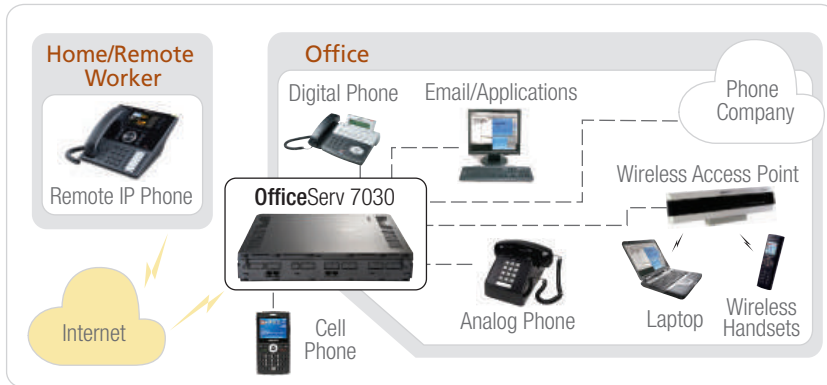 Home/Remote
Worker
Remote IP Phone
Internet
Office
Digital Phone
Email/Applications
Phone
Company
OfficeServ 7030
Wireless Access Point
Cell
Phone
Analog Phone
Laptop
Wireless
Handsets